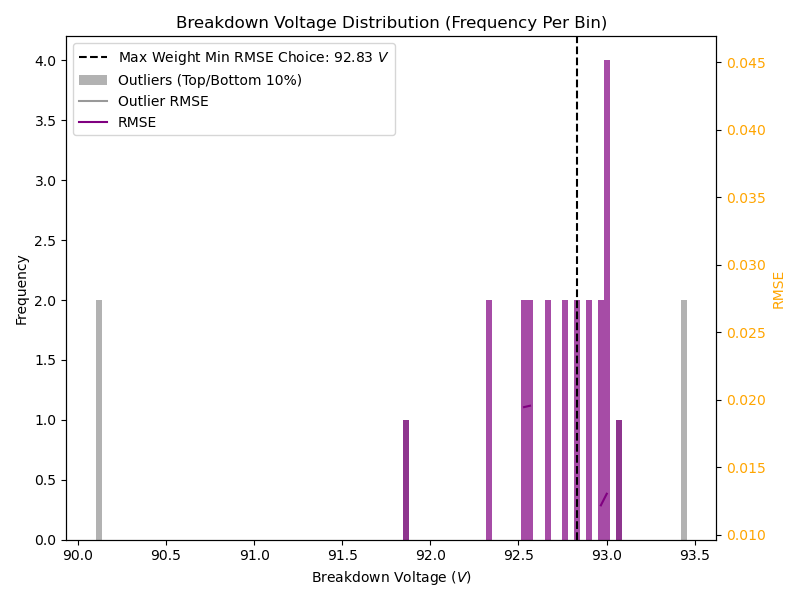 Breakdown Voltage Distribution (Frequency Per Bin)
Max Weight Min RMSE Choice: 92.83 V
Outliers (Top/Bottom 10%)
Outlier RMSE
RMSE
Frequency
4.0
3.5
3.0
2.5
2.0
1.5
1.0
0.5
0.0
90.0 90.5 91.0 91.5 92.0 92.5 93.0 93.5
Breakdown Voltage (V)
0.045
0.040
0.035
0.030
0.025
0.020
0.015
0.010
RMSE